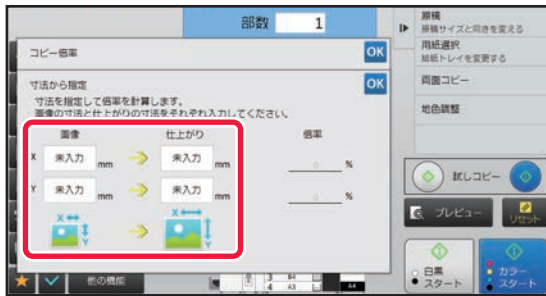 部数 1
コピー倍率 OK
寸法から指定 OK
寸法を指定して倍率を計算します。
画像の寸法と仕上がりの寸法をそれぞれ入力してください。
画像 仕上がり 倍率
X 未入力 mm 未入力 mm 0 %
Y 未入力 mm 未入力 mm 0 %
X X
Y Y
他の機能
3 B4
4 A3 A4
原稿
原稿サイズと向きを変える
用紙選択
給紙トレイを変更する
両面コピー
地色調整
試しコピー
プレビュー リセット
白黒
スタート
カラー
スタート